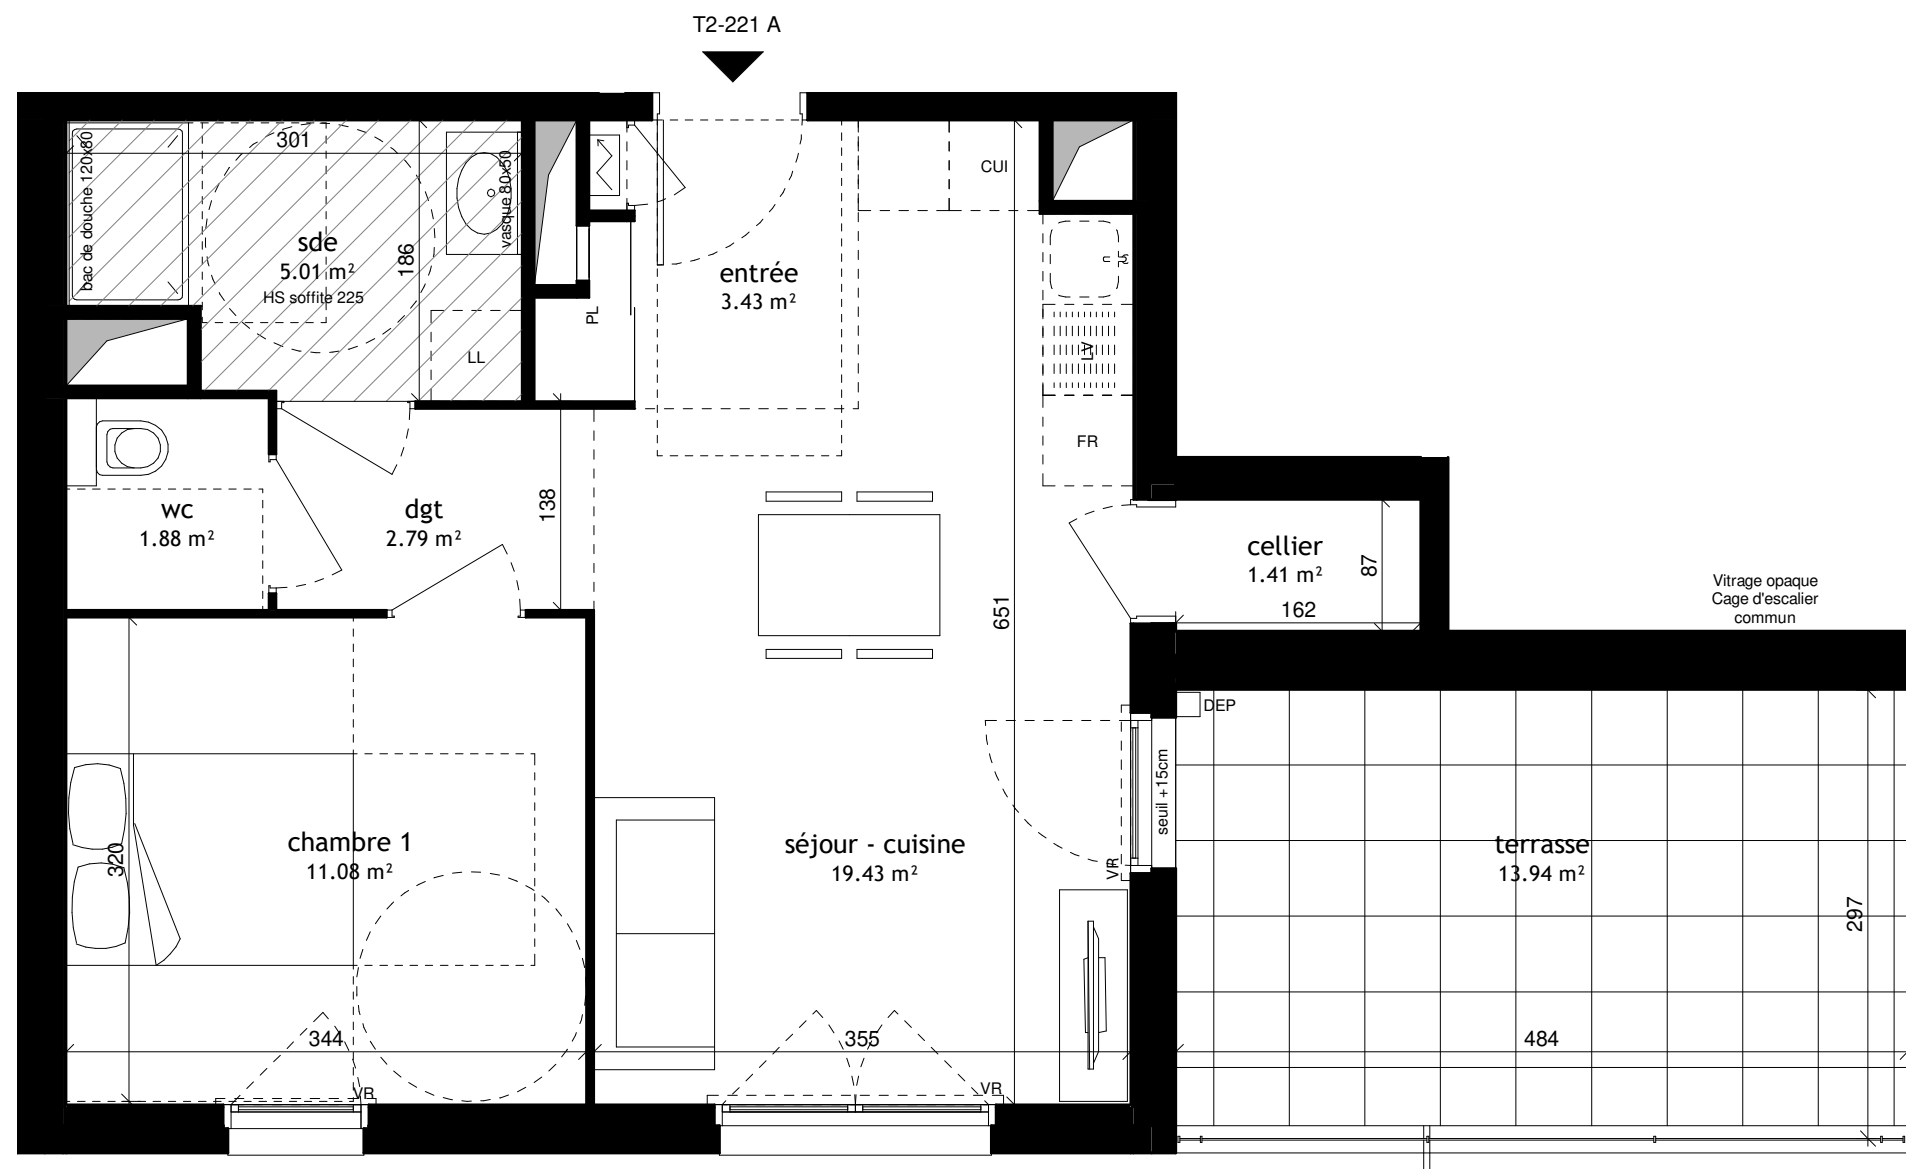 T2-221 A
bac de douche 120x80
301
vasque 80x50
sde
5.01 m²
HS soffite 225
186
LL
PL
entrée
3.43 m²
CUI
LV
FR
wc
1.88 m²
dgt
2.79 m²
138
651
cellier
1.41 m²
87
162
Vitrage opaque
Cage d'escalier
commun
DEP
seuil +15cm
VR
chambre 1
11.08 m²
320
344
VR
séjour - cuisine
19.43 m²
355
VR
terrasse
13.94 m²
297
484